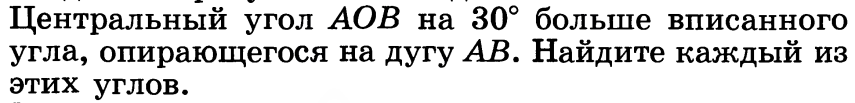 Центральный угол AOB на 30° больше вписанного
угла, опирающегося на дугу AB. Найдите каждый из
этих углов.